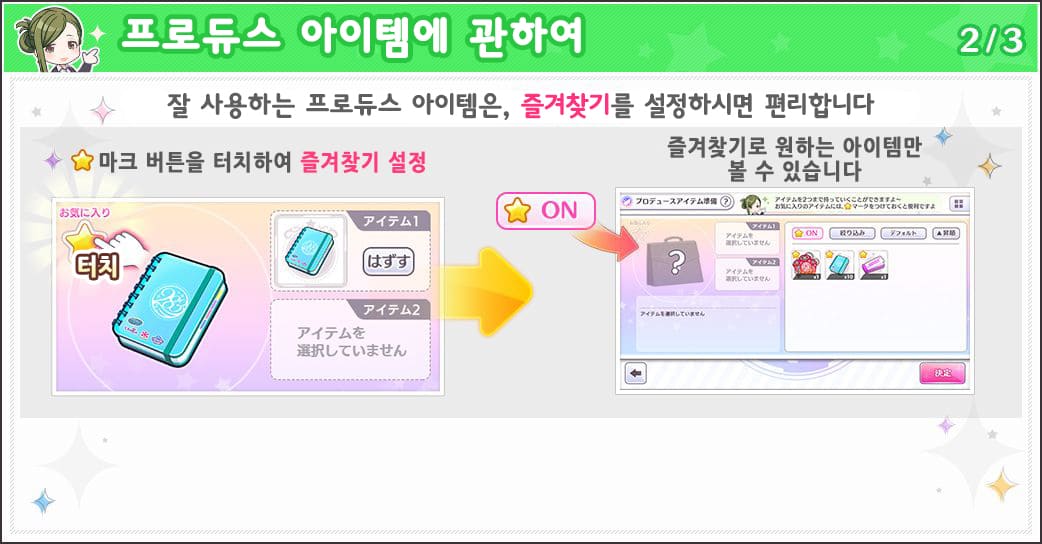 프로듀스 아이템에 관하여
2/3
잘 사용하는 프로듀스 아이템은, 즐겨찾기를 설정하시면 편리합니다
마크 버튼을 터치하여 즐겨찾기 설정
즐겨찾기로 원하는 아이템만
볼 수 있습니다
お気に入り
터치
アイテム1
はずす
アイテム2
アイテムを
選択していません
ON
プロデュースアイテム準備 ?
アイテムを2つまで持っていくことができますよ~
お気に入りのアイテムには、マークをつけておくと便利ですよ
お気に入り
?
アイテム1
アイテムを
選択していません
アイテム2
アイテムを
選択していません
アイテムを選択していません
ON
絞り込み
デフォルト
▲昇順
x1
x10
x1
決定